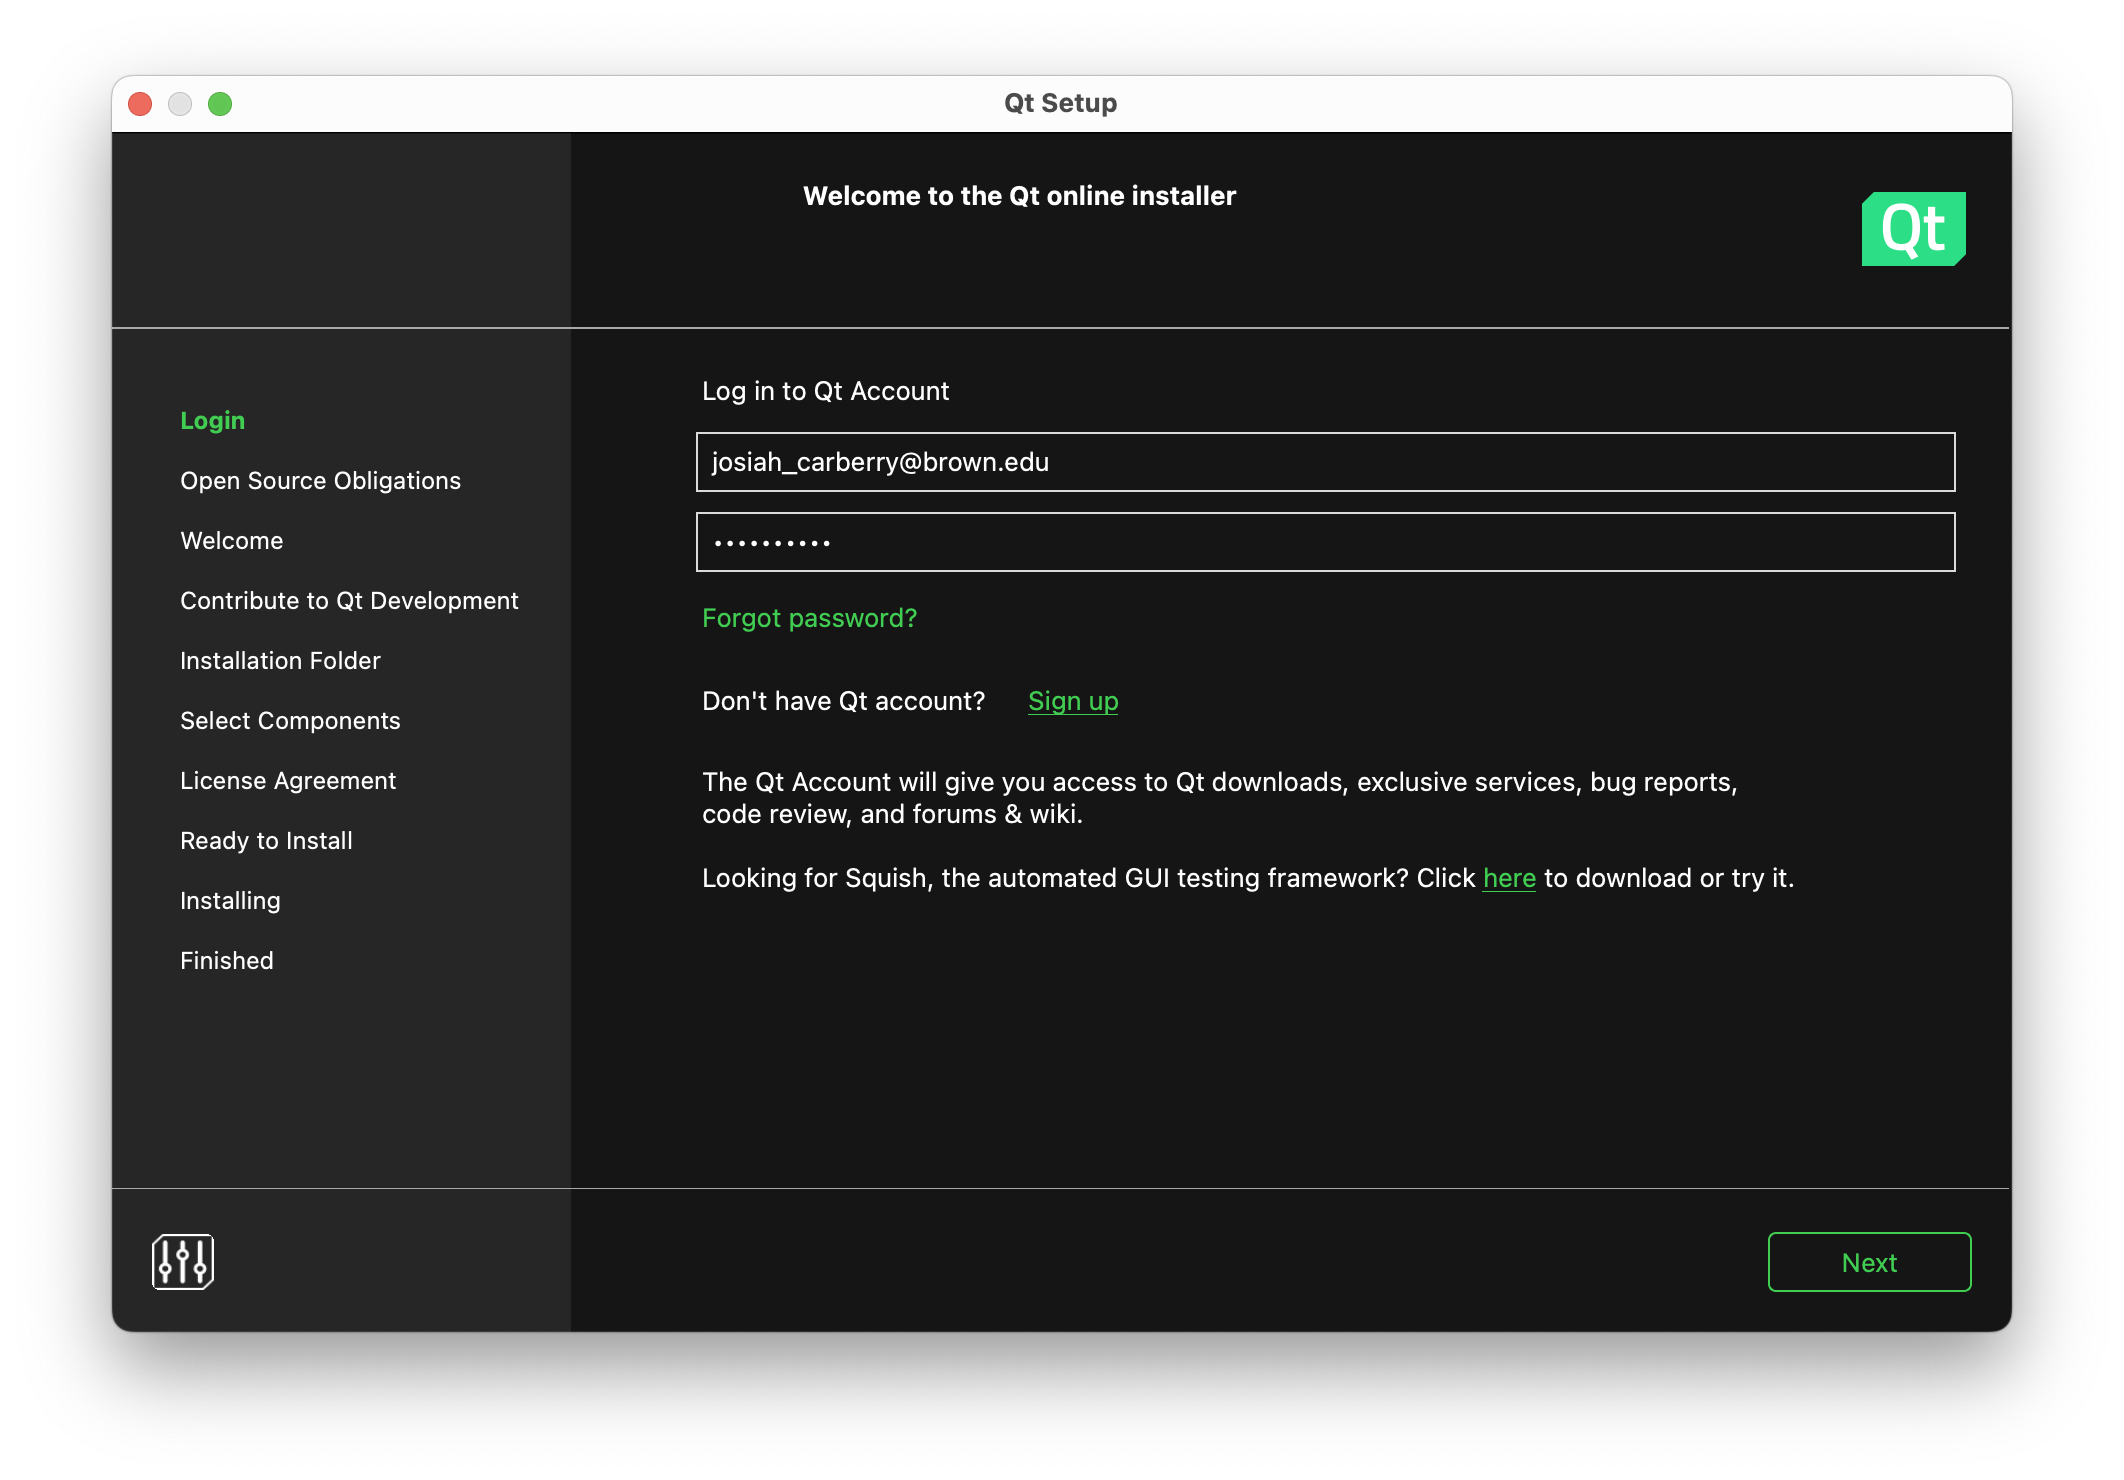 Qt Setup
Welcome to the Qt online installer
Qt
Login
Open Source Obligations
Welcome
Contribute to Qt Development
Installation Folder
Select Components
License Agreement
Ready to Install
Installing
Finished
Log in to Qt Account
josiah_carberry@brown.edu
••••••••••
Forgot password?
Don't have Qt account? Sign up
The Qt Account will give you access to Qt downloads, exclusive services, bug reports,
code review, and forums & wiki.
Looking for Squish, the automated GUI testing framework? Click here to download or try it.
Next